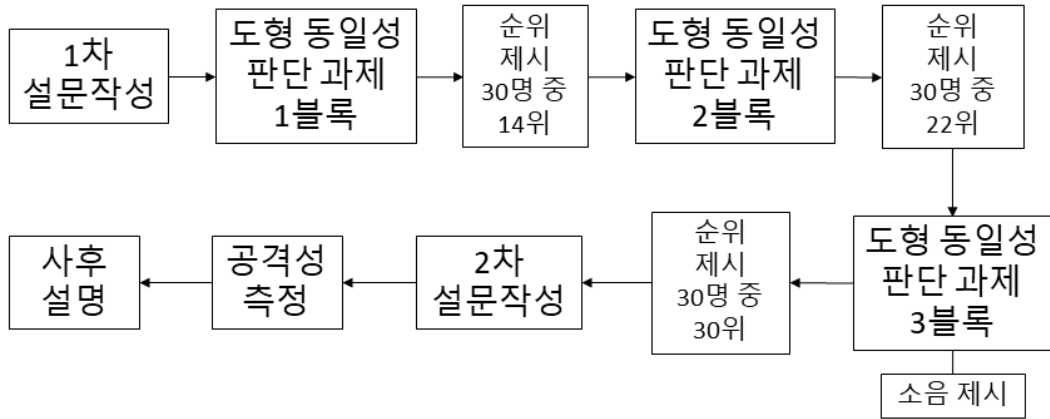 1차
설문작성
도형 동일성
판단 과제
1블록
순위
제시
30명 중
14위
도형 동일성
판단 과제
2블록
순위
제시
30명 중
22위
도형 동일성
판단 과제
3블록
소음 제시
순위
제시
30명 중
30위
2차
설문작성
공격성
측정
사후
설명